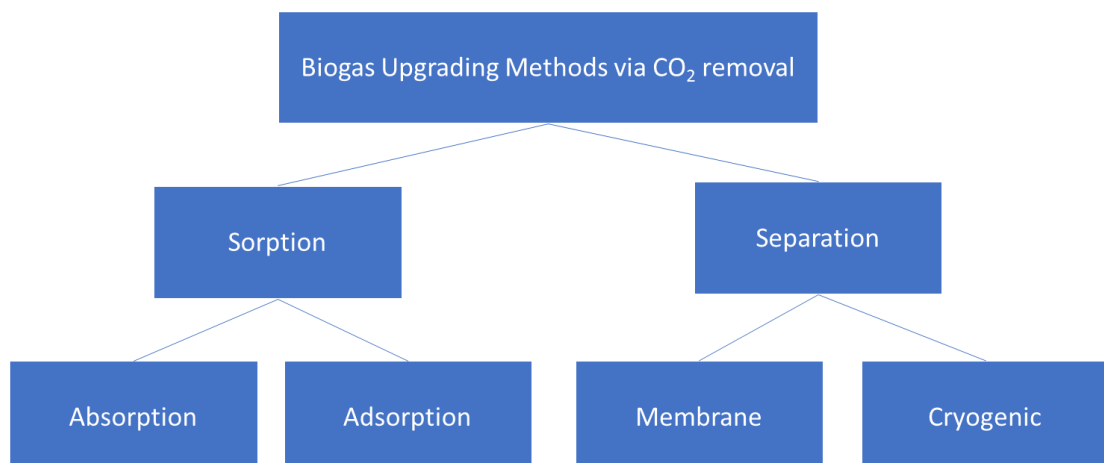 Biogas Upgrading Methods via CO₂ removal
Sorption
Separation
Absorption
Adsorption
Membrane
Cryogenic